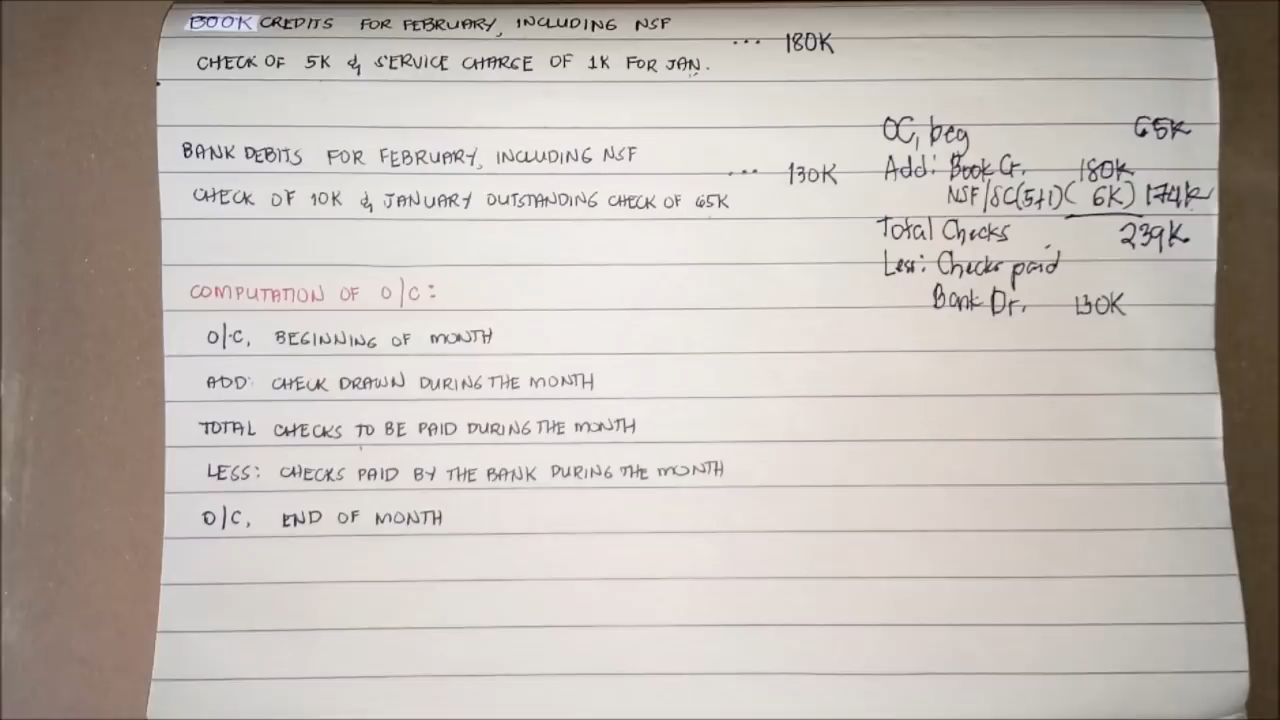 BOOK CREDITS FOR FEBRUARY, INCLUDING NSF
CHECK OF 5K & SERVICE CHARGE OF 1K FOR JAN.
... 180K
BANK DEBITS FOR FEBRUARY, INCLUDING NSF
CHECK OF 10K & JANUARY OUTSTANDING CHECK OF 65K
... 130K
COMPUTATION OF O/C:
O/C, BEGINNING OF MONTH
ADD: CHECK DRAWN DURING THE MONTH
TOTAL CHECKS TO BE PAID DURING THE MONTH
LESS: CHECKS PAID BY THE BANK DURING THE MONTH
O/C, END OF MONTH
OC, beg 65K
Add: Book Cr. 180K
NSF/SC(5+1) (6K) 174K
Total Checks 239K
Less: Checks paid
Bank Dr. 130K